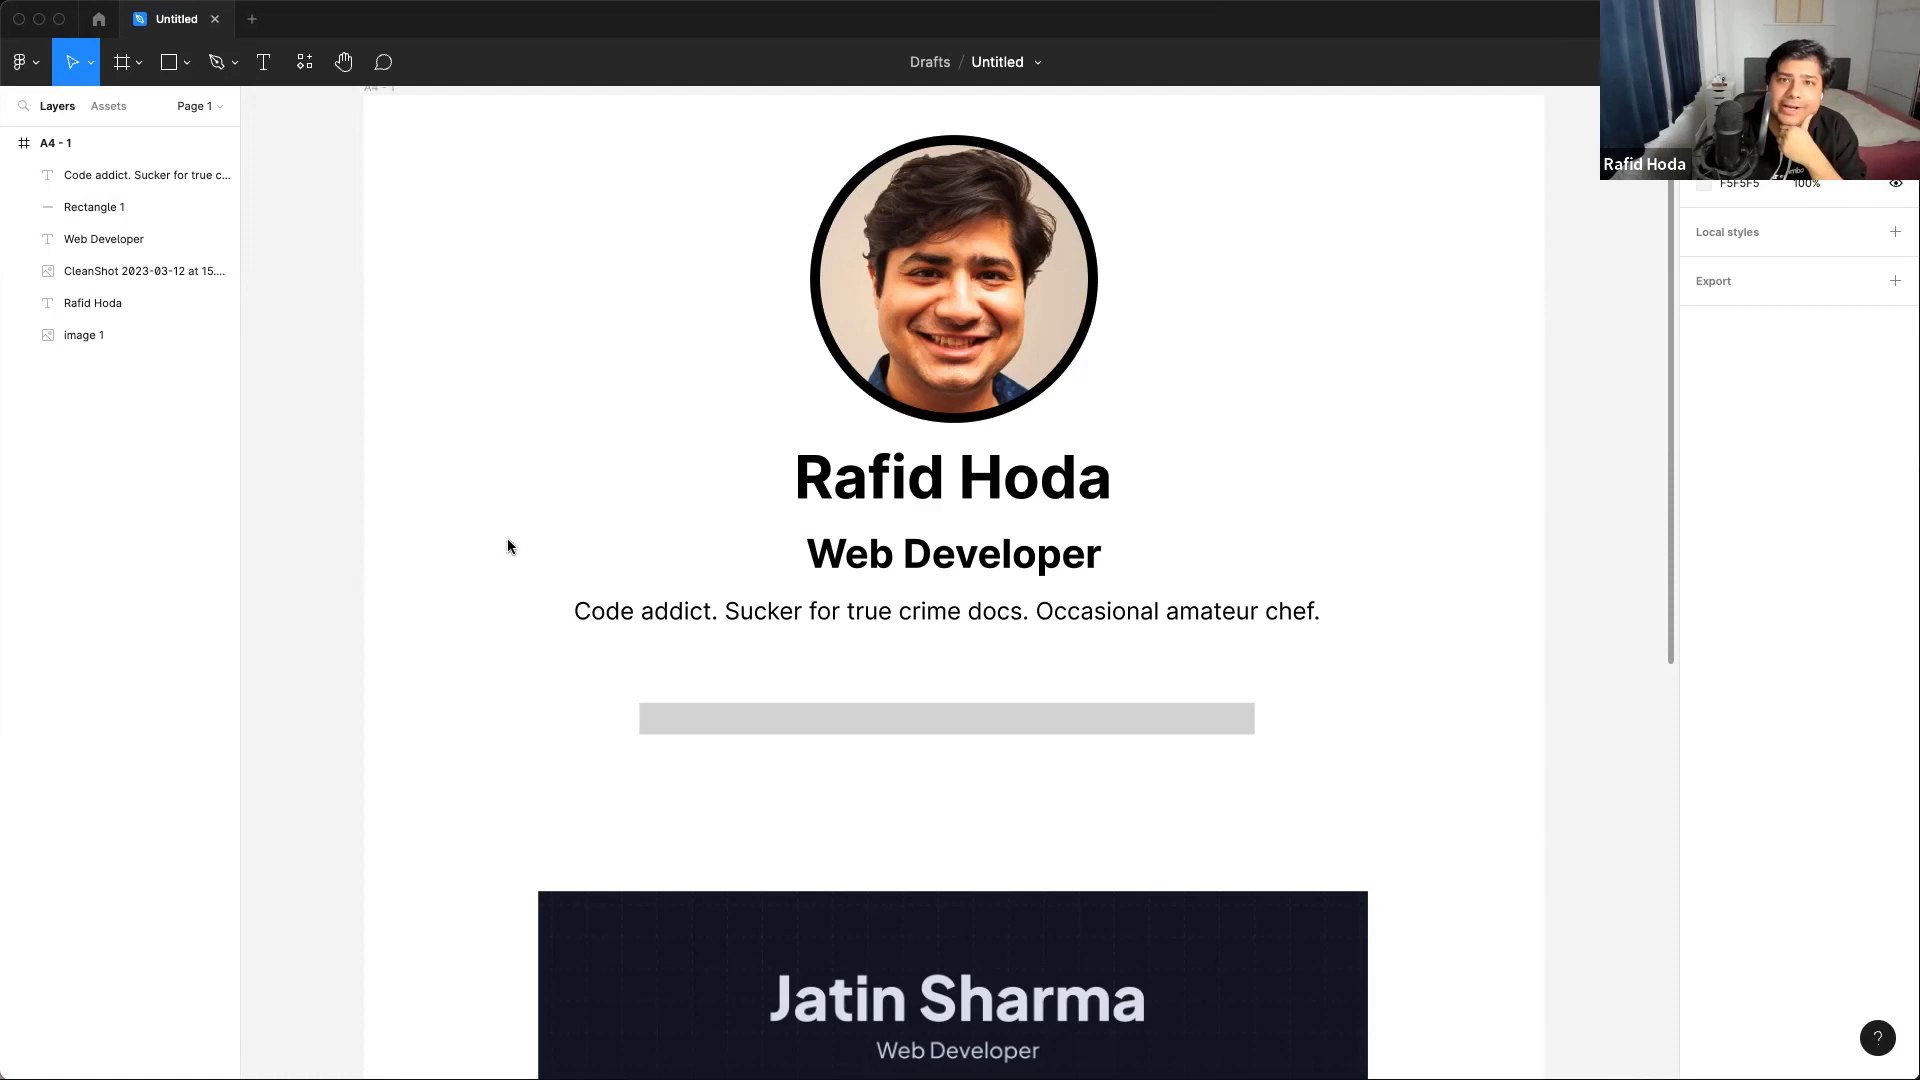 Untitled
Drafts / Untitled
Layers Assets Page 1
A4 - 1
A4 - 1
Code addict. Sucker for true c...
Rectangle 1
Web Developer
CleanShot 2023-03-12 at 15....
Rafid Hoda
image 1
Rafid Hoda
F5F5F5 100%
Local styles
Export
Rafid Hoda
Web Developer
Code addict. Sucker for true crime docs. Occasional amateur chef.
Jatin Sharma
Web Developer
?